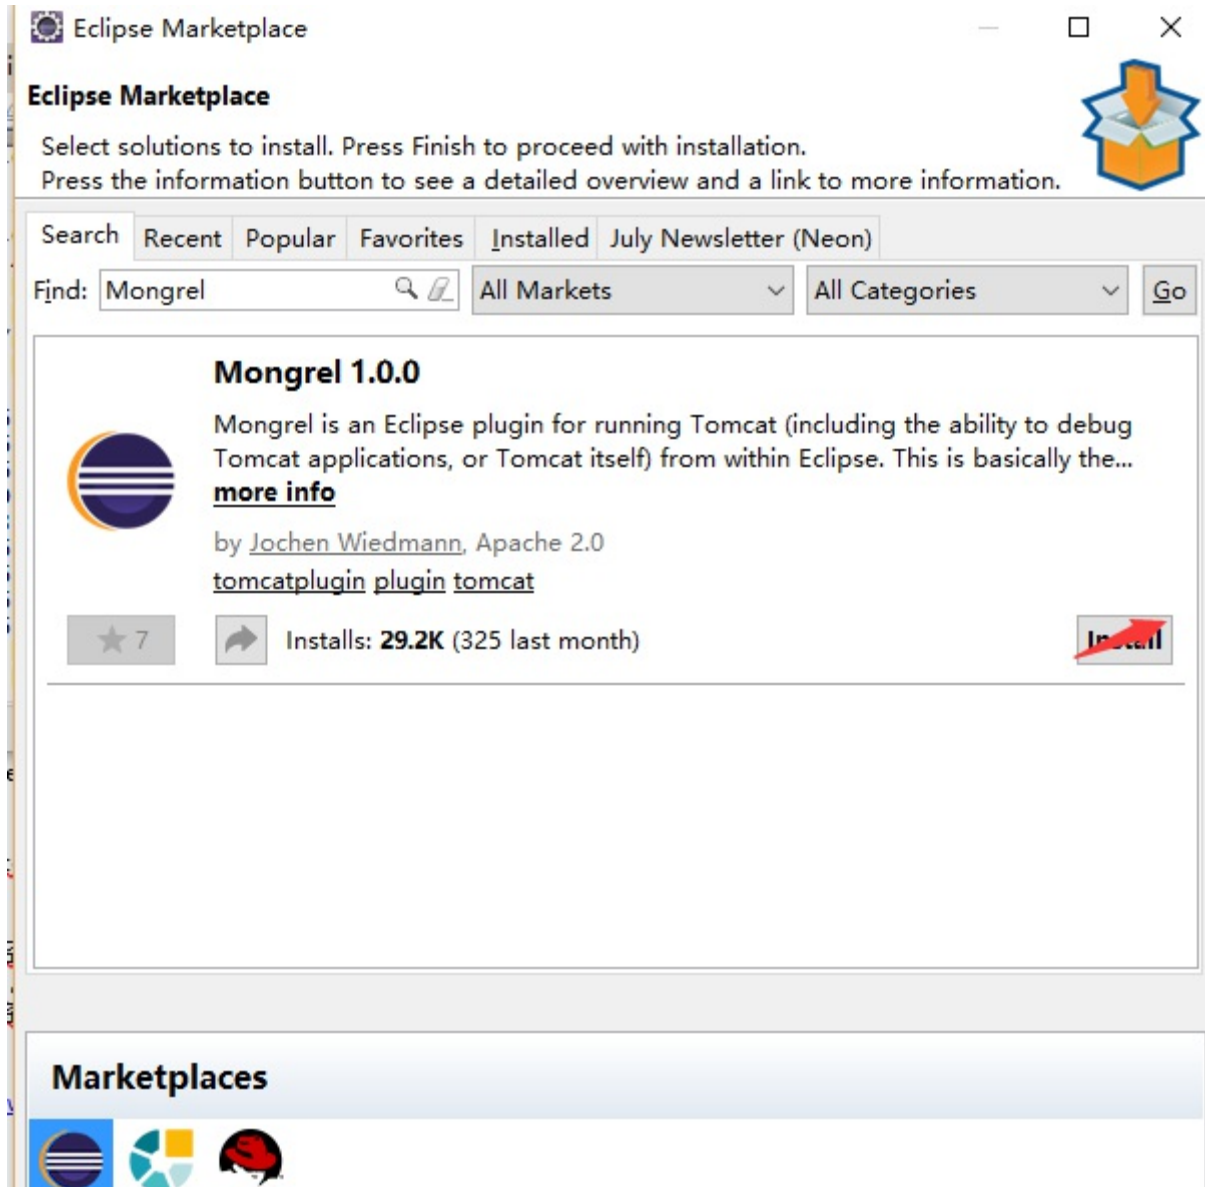 Eclipse Marketplace
Eclipse Marketplace
Select solutions to install. Press Finish to proceed with installation.
Press the information button to see a detailed overview and a link to more information.
Search Recent Popular Favorites Installed July Newsletter (Neon)
Find: Mongrel All Markets All Categories Go
Mongrel 1.0.0
Mongrel is an Eclipse plugin for running Tomcat (including the ability to debug
Tomcat applications, or Tomcat itself) from within Eclipse. This is basically the...
more info
by Jochen Wiedmann, Apache 2.0
tomcatplugin plugin tomcat
7 Installs: 29.2K (325 last month) Install
Marketplaces